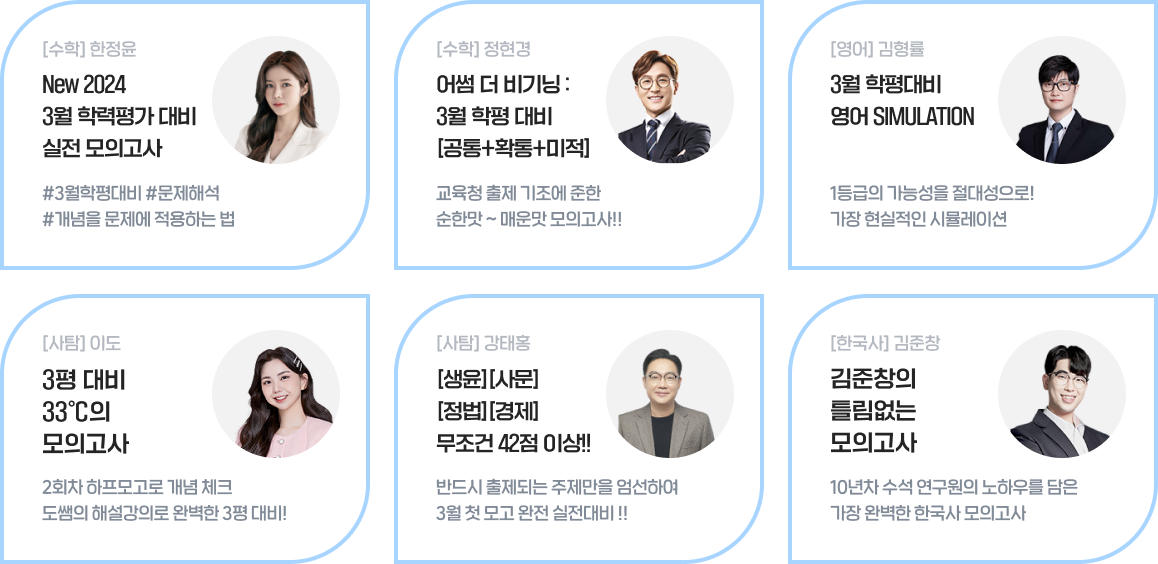 [수학] 한정윤
New 2024
3월 학력평가 대비
실전 모의고사
#3월학평대비 #문제해석
#개념을 문제에 적용하는 법
[수학] 정현경
어썸 더 비기닝 :
3월 학평 대비
[공통+확통+미적]
교육청 출제 기조에 준한
순한맛 ~ 매운맛 모의고사!!
[영어] 김형률
3월 학평대비
영어 SIMULATION
1등급의 가능성을 절대성으로!
가장 현실적인 시뮬레이션
[사탐] 이도
3평 대비
33℃의
모의고사
2회차 하프모고로 개념 체크
도쌤의 해설강의로 완벽한 3평 대비!
[사탐] 강태홍
[생윤][사문]
[정법][경제]
무조건 42점 이상!!
반드시 출제되는 주제만을 엄선하여
3월 첫 모고 완전 실전대비 !!
[한국사] 김준창
김준창의
틀림없는
모의고사
10년차 수석 연구원의 노하우를 담은
가장 완벽한 한국사 모의고사